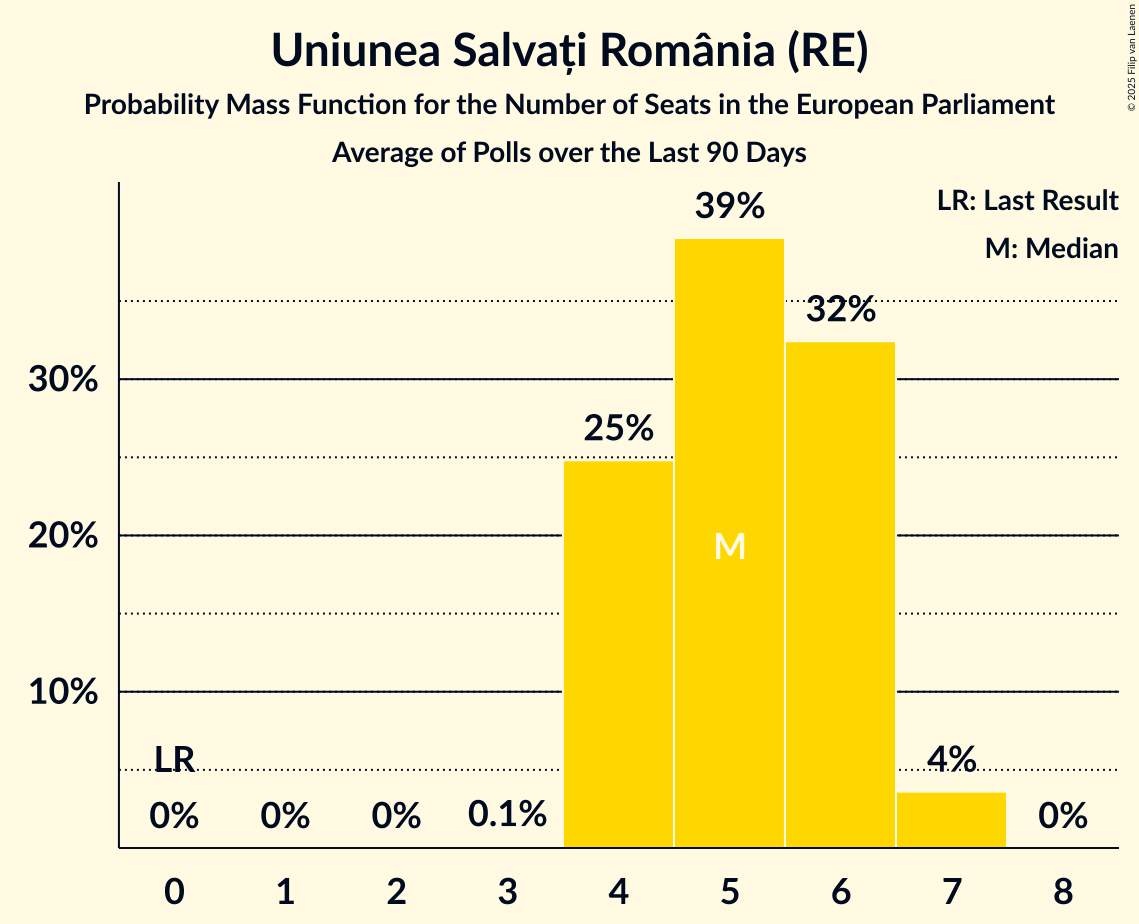 Uniunea Salvați România (RE)
Probability Mass Function for the Number of Seats in the European Parliament
Average of Polls over the Last 90 Days
© 2025 Filip van Laenen
LR: Last Result
M: Median
39%
32%
30%
25%
20%
M
10%
LR
4%
0%
0%
0%
0.1%
0%
0
1
2
3
4
5
6
7
8